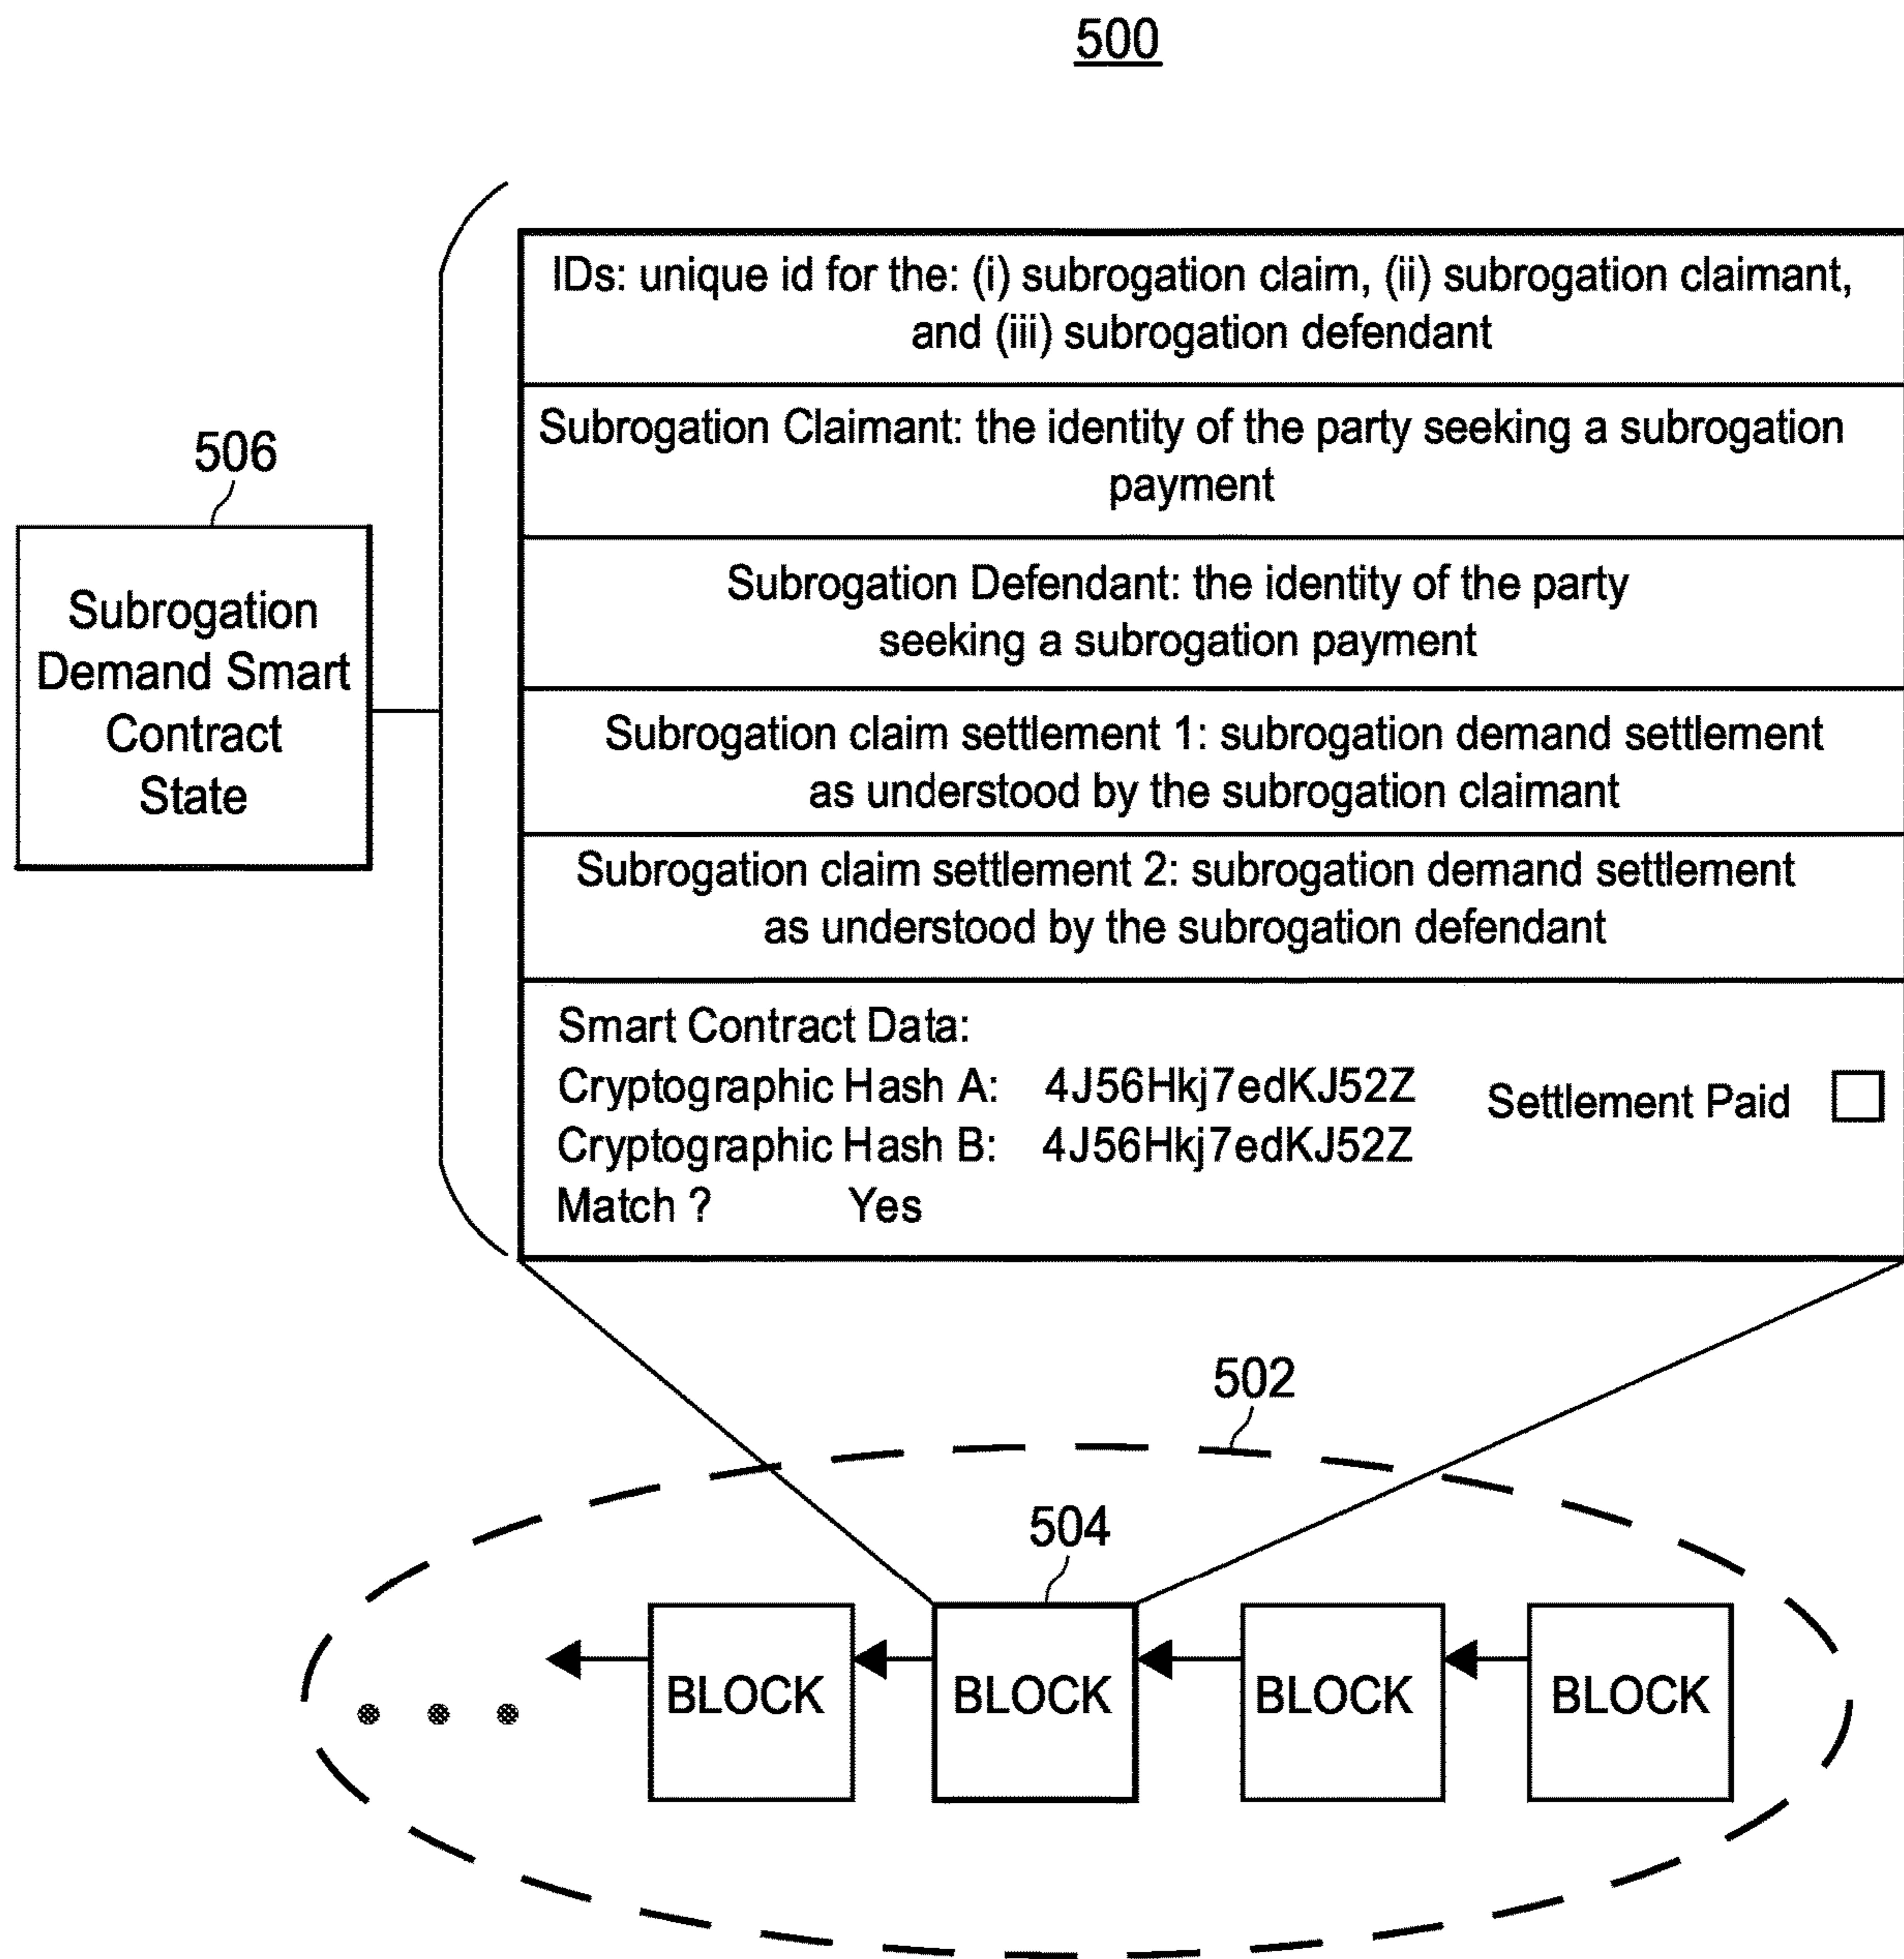 500
506
Subrogation
Demand Smart
Contract
State
IDs: unique id for the: (i) subrogation claim, (ii) subrogation claimant,
and (iii) subrogation defendant
Subrogation Claimant: the identity of the party seeking a subrogation
payment
Subrogation Defendant: the identity of the party
seeking a subrogation payment
Subrogation claim settlement 1: subrogation demand settlement
as understood by the subrogation claimant
Subrogation claim settlement 2: subrogation demand settlement
as understood by the subrogation defendant
Smart Contract Data:
Cryptographic Hash A: 4J56Hkj7edKJ52Z
Cryptographic Hash B: 4J56Hkj7edKJ52Z
Match ? Yes
Settlement Paid
502
504
BLOCK
BLOCK
BLOCK
BLOCK